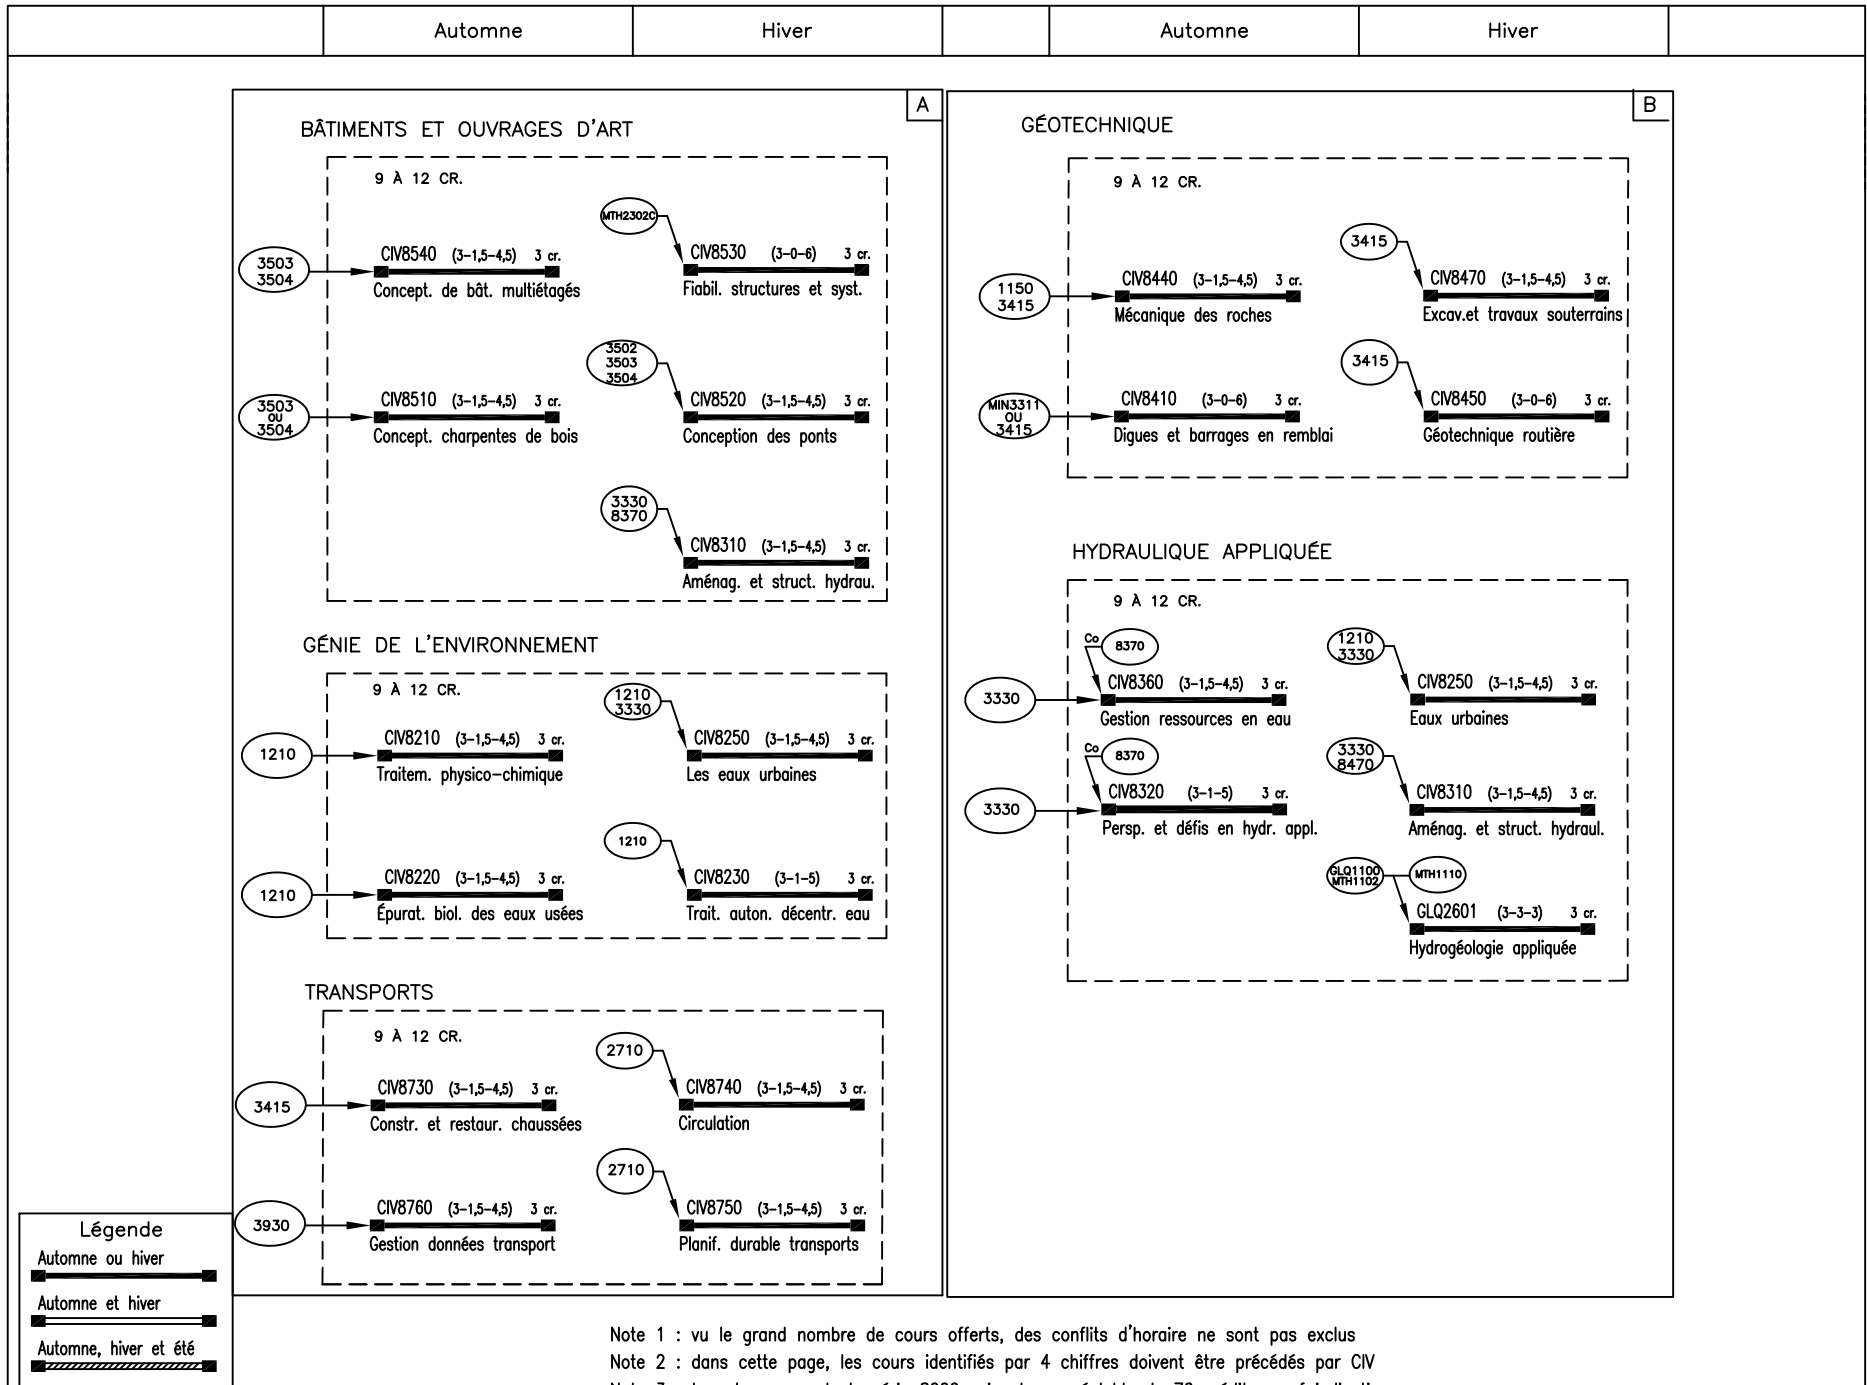 Automne Hiver Automne Hiver
A
BÂTIMENTS ET OUVRAGES D'ART
9 À 12 CR.
MTH2302C
3503
3504
CIV8540 (3-1,5-4,5) 3 cr.
Concept. de bât. multiétagés
CIV8530 (3-0-6) 3 cr.
Fiabil. structures et syst.
3502
3503
3504
3503
OU
3504
CIV8510 (3-1,5-4,5) 3 cr.
Concept. charpentes de bois
CIV8520 (3-1,5-4,5) 3 cr.
Conception des ponts
3330
8370
CIV8310 (3-1,5-4,5) 3 cr.
Aménag. et struct. hydrau.
GÉNIE DE L'ENVIRONNEMENT
9 À 12 CR.
1210
3330
1210
CIV8210 (3-1,5-4,5) 3 cr.
Traitem. physico-chimique
CIV8250 (3-1,5-4,5) 3 cr.
Les eaux urbaines
1210
1210
CIV8220 (3-1,5-4,5) 3 cr.
Épurat. biol. des eaux usées
CIV8230 (3-1-5) 3 cr.
Trait. auton. décentr. eau
TRANSPORTS
9 À 12 CR.
2710
3415
CIV8730 (3-1,5-4,5) 3 cr.
Constr. et restaur. chaussées
CIV8740 (3-1,5-4,5) 3 cr.
Circulation
2710
3930
CIV8760 (3-1,5-4,5) 3 cr.
Gestion données transport
CIV8750 (3-1,5-4,5) 3 cr.
Planif. durable transports
B
GÉOTECHNIQUE
9 À 12 CR.
3415
1150
3415
CIV8440 (3-1,5-4,5) 3 cr.
Mécanique des roches
CIV8470 (3-1,5-4,5) 3 cr.
Excav.et travaux souterrains
3415
MIN3311
OU
3415
CIV8410 (3-0-6) 3 cr.
Digues et barrages en remblai
CIV8450 (3-0-6) 3 cr.
Géotechnique routière
HYDRAULIQUE APPLIQUÉE
9 À 12 CR.
Co 8370
1210
3330
3330
CIV8360 (3-1,5-4,5) 3 cr.
Gestion ressources en eau
CIV8250 (3-1,5-4,5) 3 cr.
Eaux urbaines
Co 8370
3330
8470
3330
CIV8320 (3-1-5) 3 cr.
Persp. et défis en hydr. appl.
CIV8310 (3-1,5-4,5) 3 cr.
Aménag. et struct. hydraul.
GLQ1100
MTH1102
MTH1110
GLQ2601 (3-3-3) 3 cr.
Hydrogéologie appliquée
Légende
Automne ou hiver
Automne et hiver
Automne, hiver et été
Note 1 : vu le grand nombre de cours offerts, des conflits d'horaire ne sont pas exclus
Note 2 : dans cette page, les cours identifiés par 4 chiffres doivent être précédés par CIV